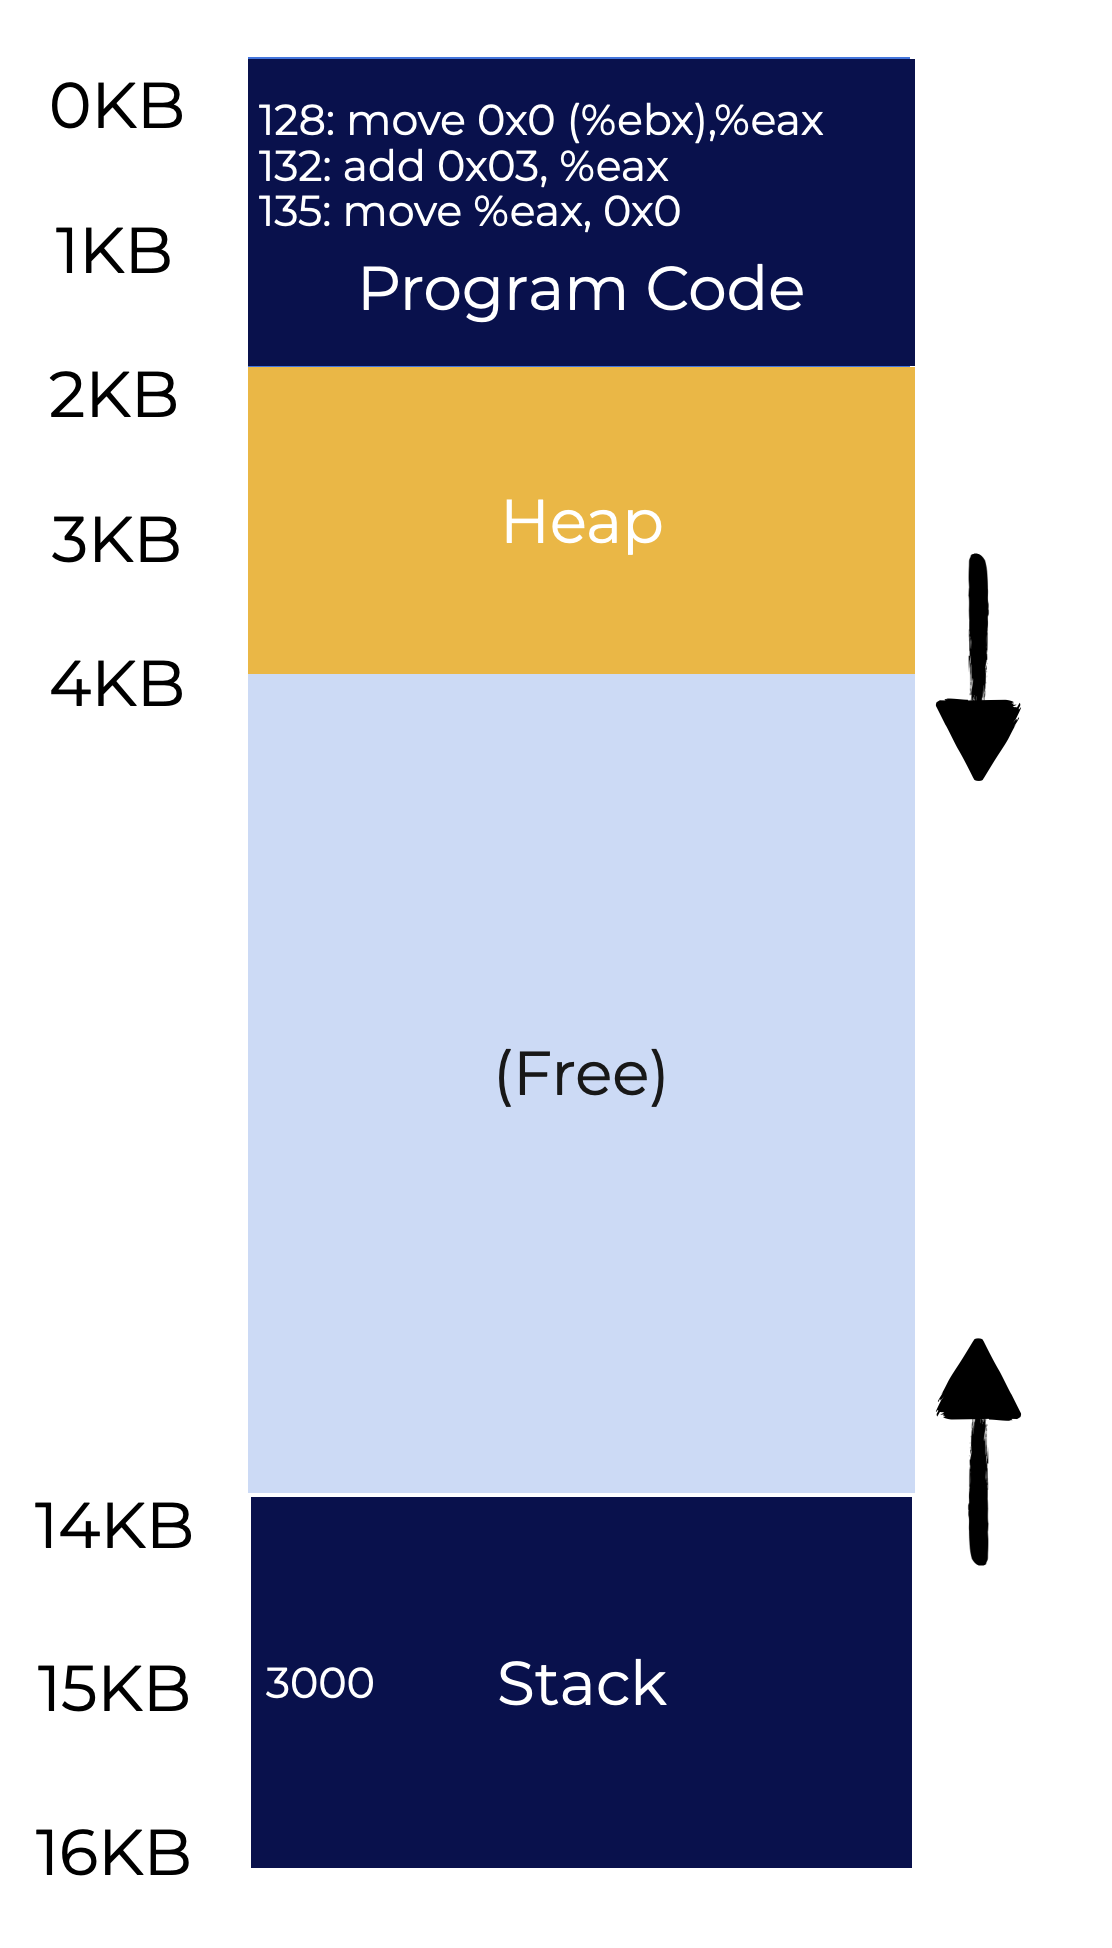 0KB
128: move 0x0 (%ebx),%eax
132: add 0x03, %eax
135: move %eax, 0x0
1KB
Program Code
2KB
Heap
3KB
4KB
(Free)
14KB
15KB
3000
Stack
16KB